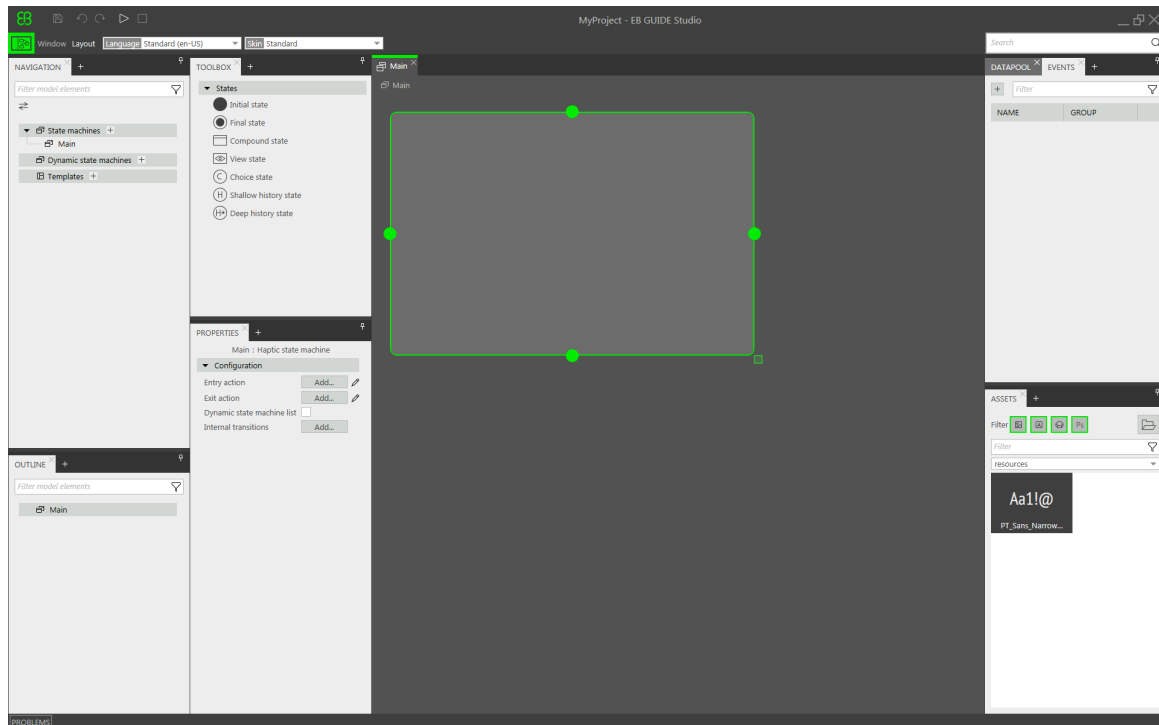 EB
MyProject - EB GUIDE Studio
Window Layout Language Standard (en-US) Skin Standard
Search
NAVIGATION
Filter model elements
State machines
Main
Dynamic state machines
Templates
OUTLINE
Filter model elements
Main
TOOLBOX
States
Initial state
Final state
Compound state
View state
C Choice state
H Shallow history state
H* Deep history state
PROPERTIES
Main : Haptic state machine
Configuration
Entry action Add...
Exit action Add...
Dynamic state machine list
Internal transitions Add...
Main
Main
DATAPOOL EVENTS
Filter
NAME GROUP
ASSETS
Filter A Ps
Filter
resources
Aa1!@
PT_Sans_Narrow...
PROBLEMS